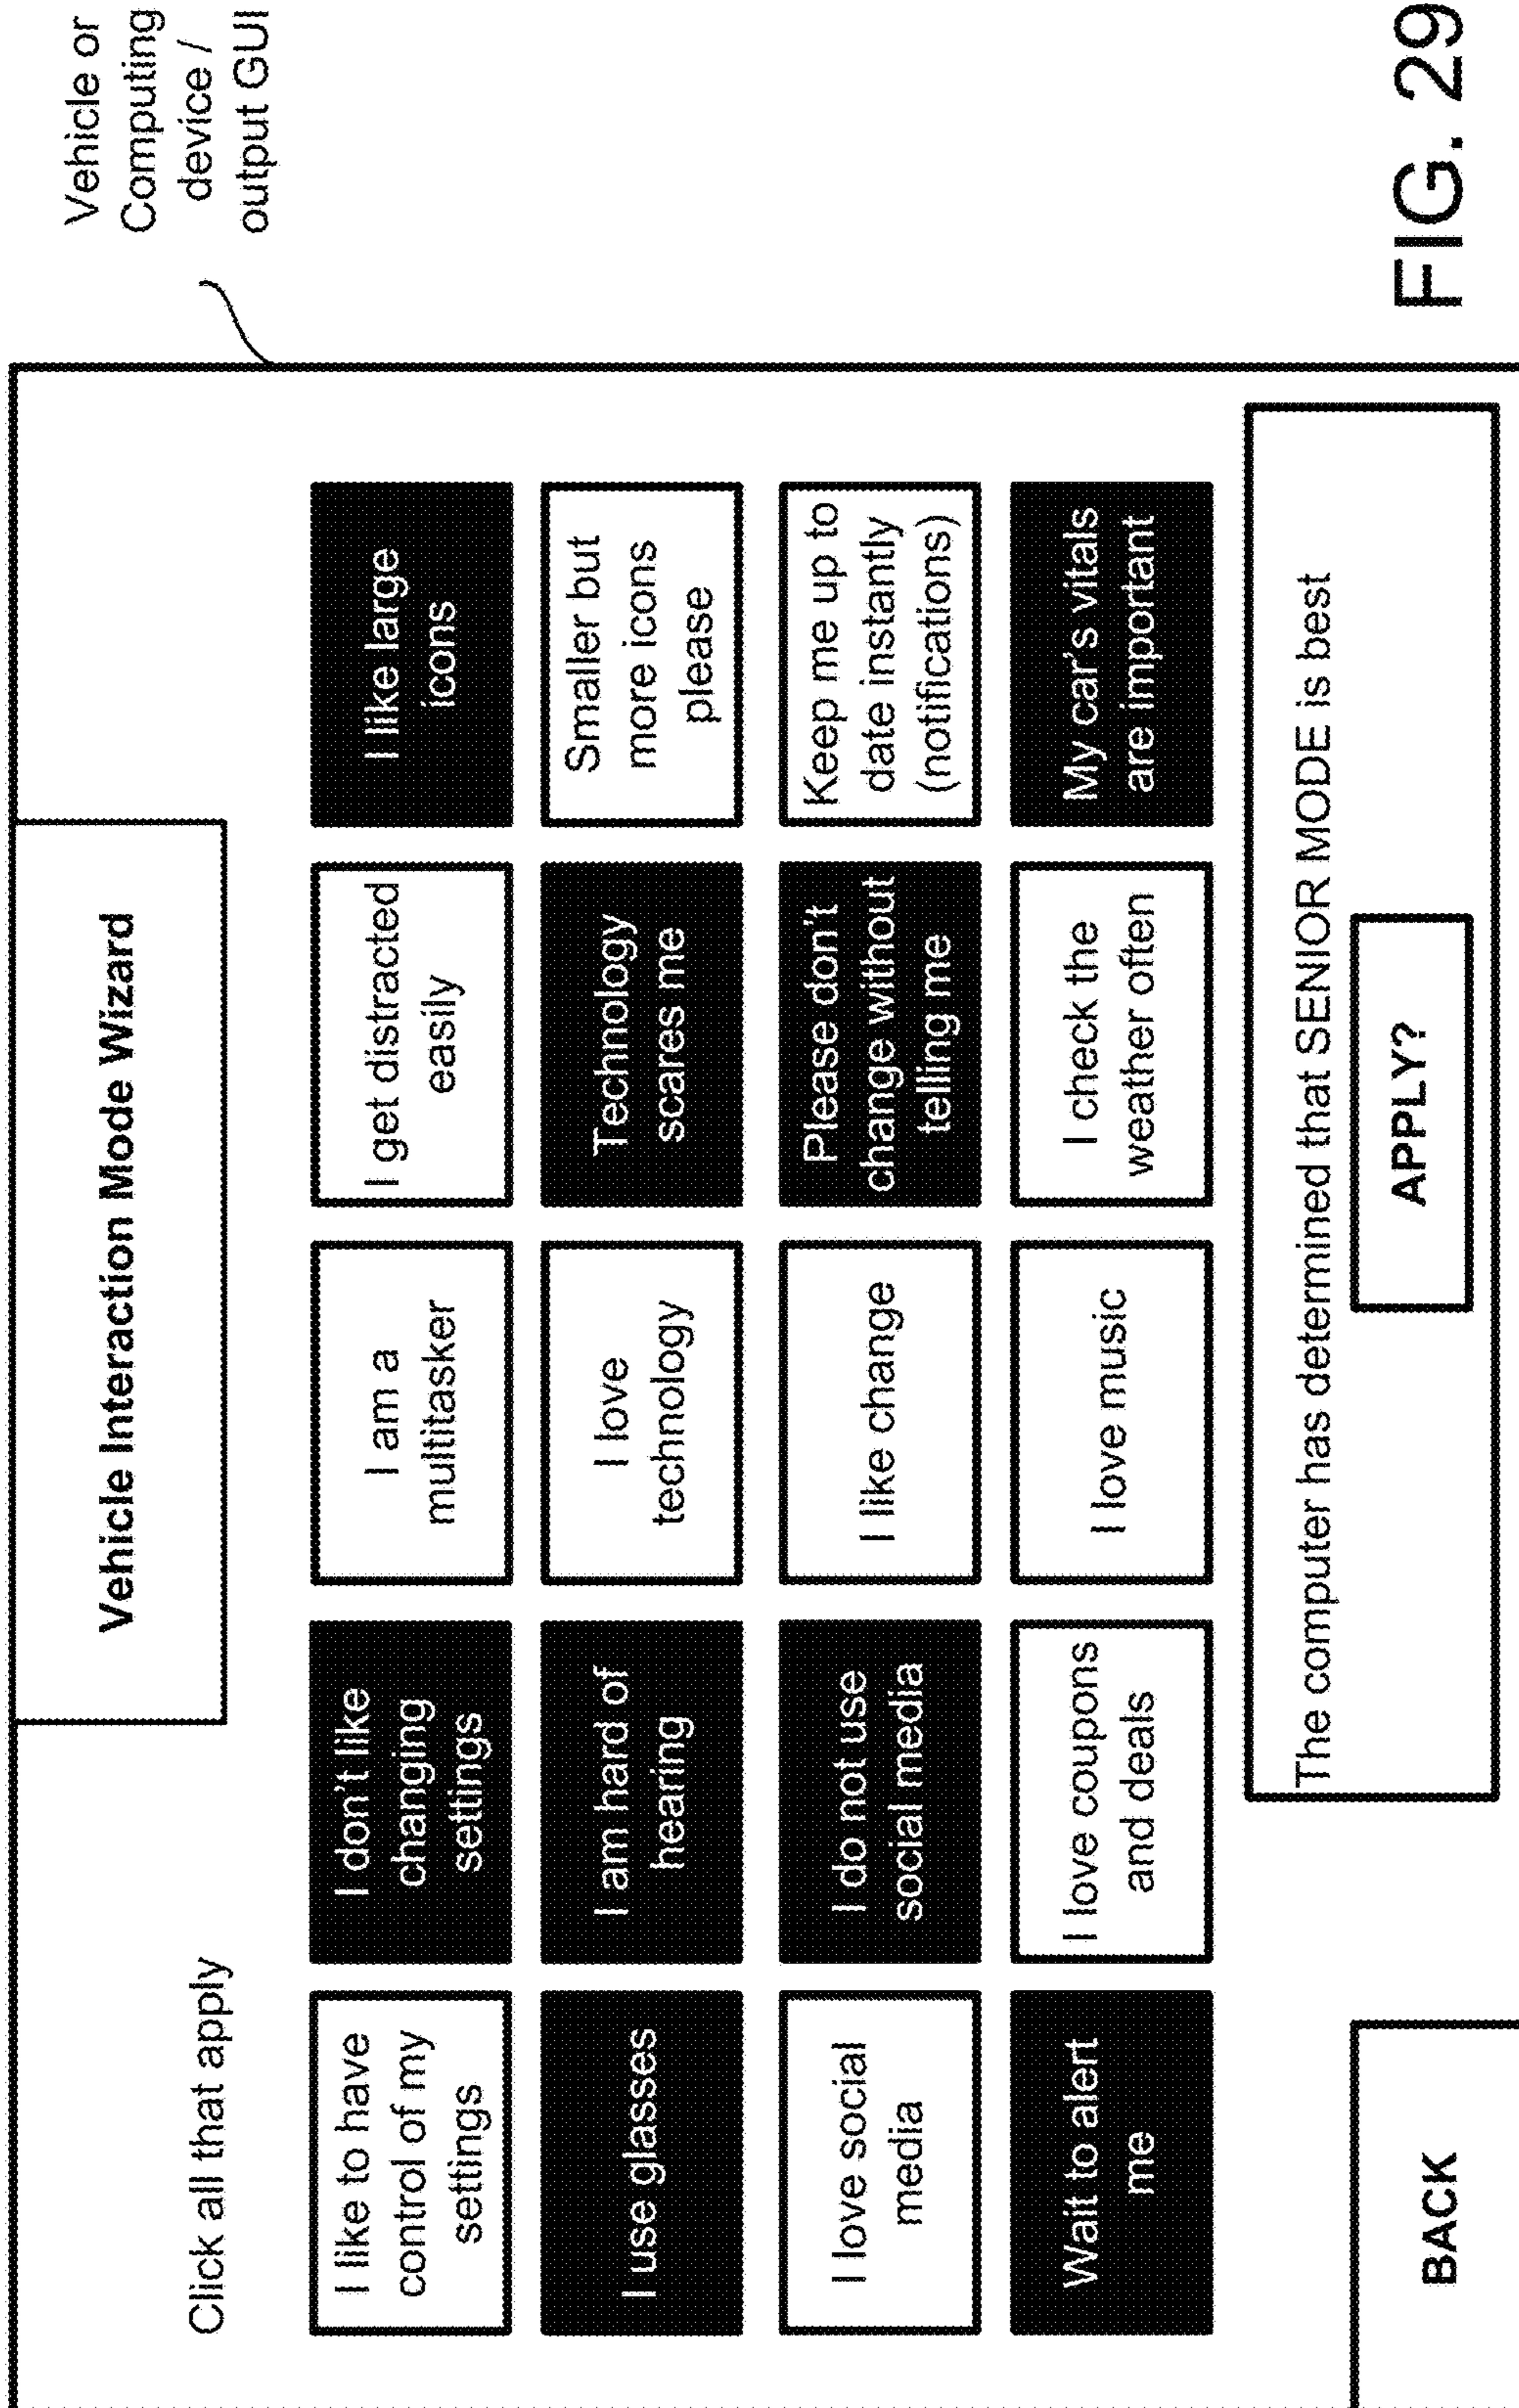 Vehicle or
Computing
device /
output GUI
Vehicle Interaction Mode Wizard
Click all that apply
I like to have
control of my
settings
I don't like
changing
settings
I am a
multitasker
I get distracted
easily
I like large
icons
I use glasses
I am hard of
hearing
I love
technology
Technology
scares me
Smaller but
more icons
please
I love social
media
I do not use
social media
I like change
Please don't
change without
telling me
Keep me up to
date instantly
(notifications)
Wait to alert
me
I love coupons
and deals
I love music
I check the
weather often
My car's vitals
are important
The computer has determined that SENIOR MODE is best
APPLY?
BACK
FIG. 29